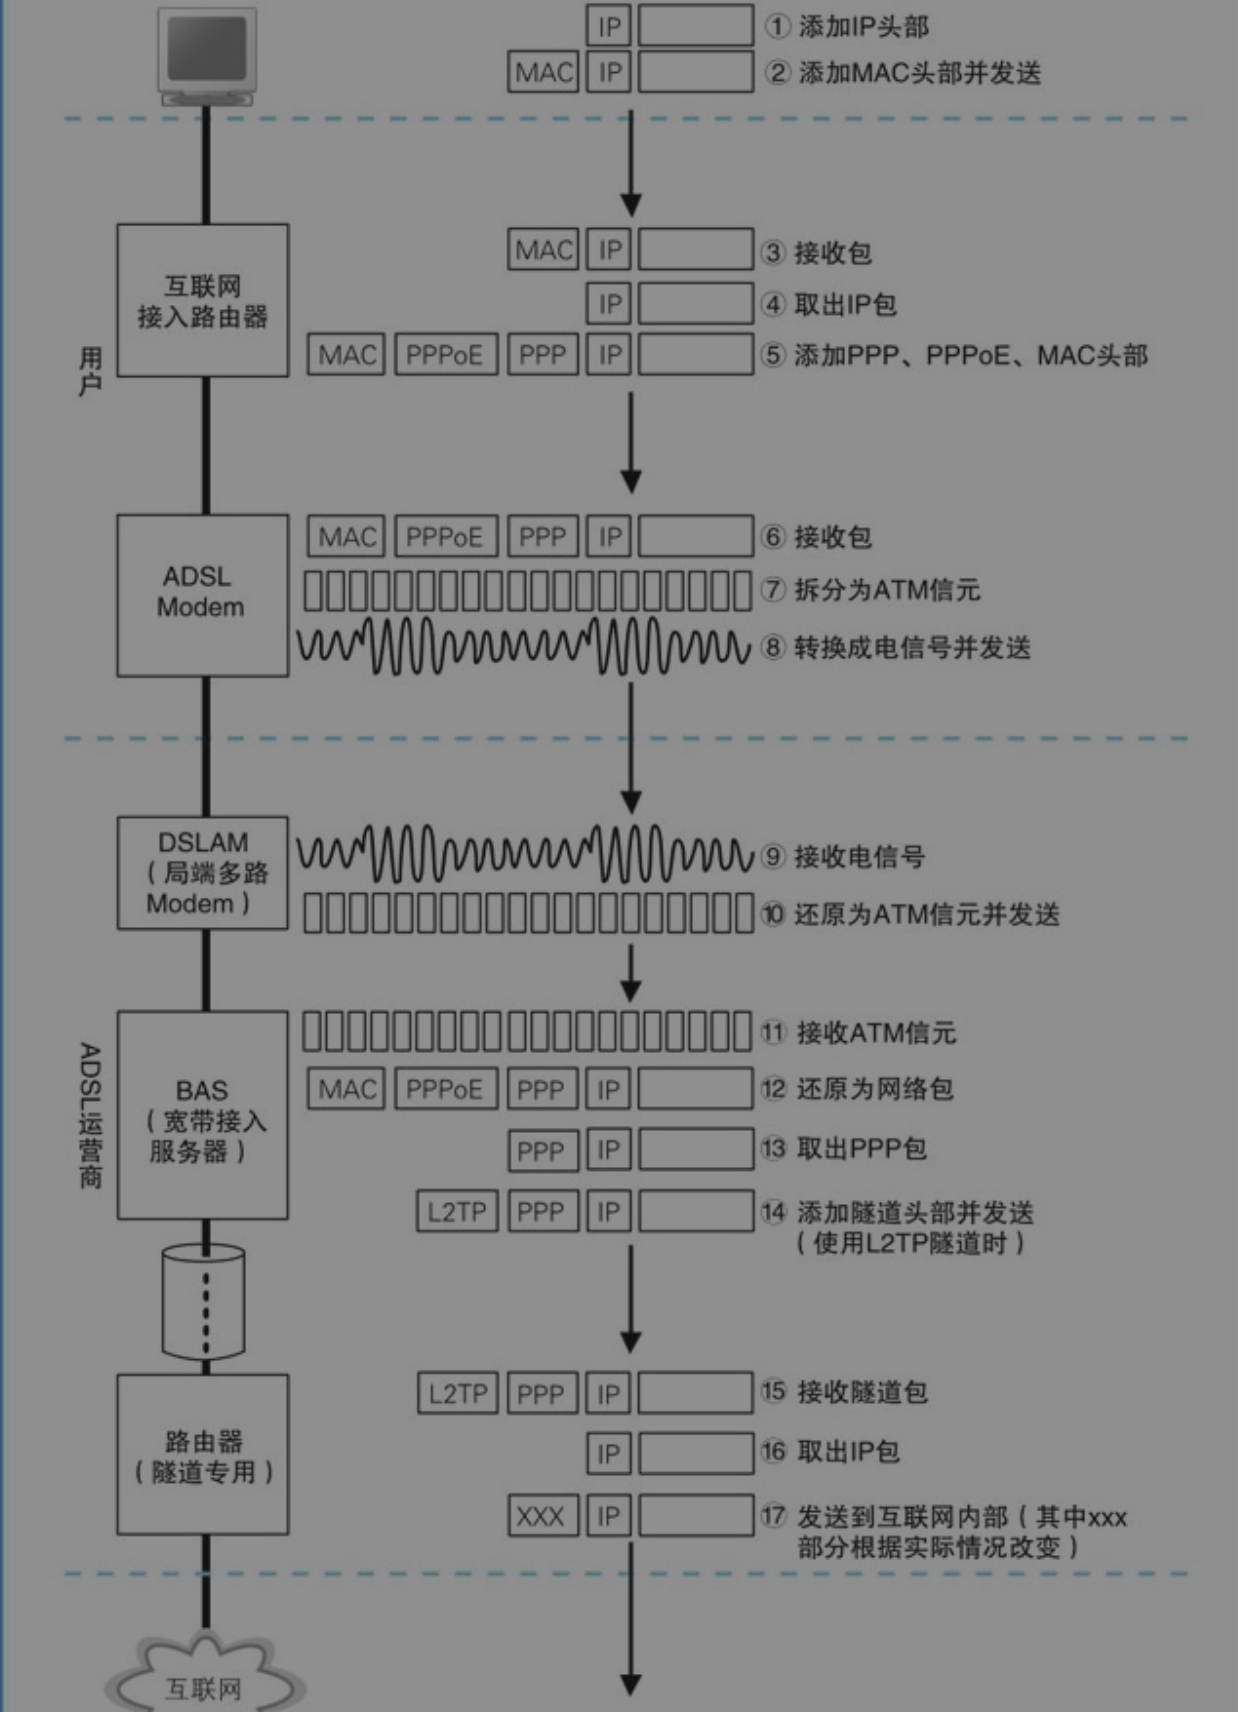 IP ① 添加IP头部
MAC IP ② 添加MAC头部并发送
MAC IP ③ 接收包
互联网
接入路由器
IP ④ 取出IP包
MAC PPPoE PPP IP ⑤ 添加PPP、PPPoE、MAC头部
用户
MAC PPPoE PPP IP ⑥ 接收包
ADSL
Modem
⑦ 拆分为ATM信元
⑧ 转换成电信号并发送
DSLAM
（局端多路
Modem）
⑨ 接收电信号
⑩ 还原为ATM信元并发送
⑪ 接收ATM信元
ADSL运营商
BAS
（宽带接入
服务器）
MAC PPPoE PPP IP ⑫ 还原为网络包
PPP IP ⑬ 取出PPP包
L2TP PPP IP ⑭ 添加隧道头部并发送
（使用L2TP隧道时）
L2TP PPP IP ⑮ 接收隧道包
路由器
（隧道专用）
IP ⑯ 取出IP包
XXX IP ⑰ 发送到互联网内部（其中xxx
部分根据实际情况改变）
互联网